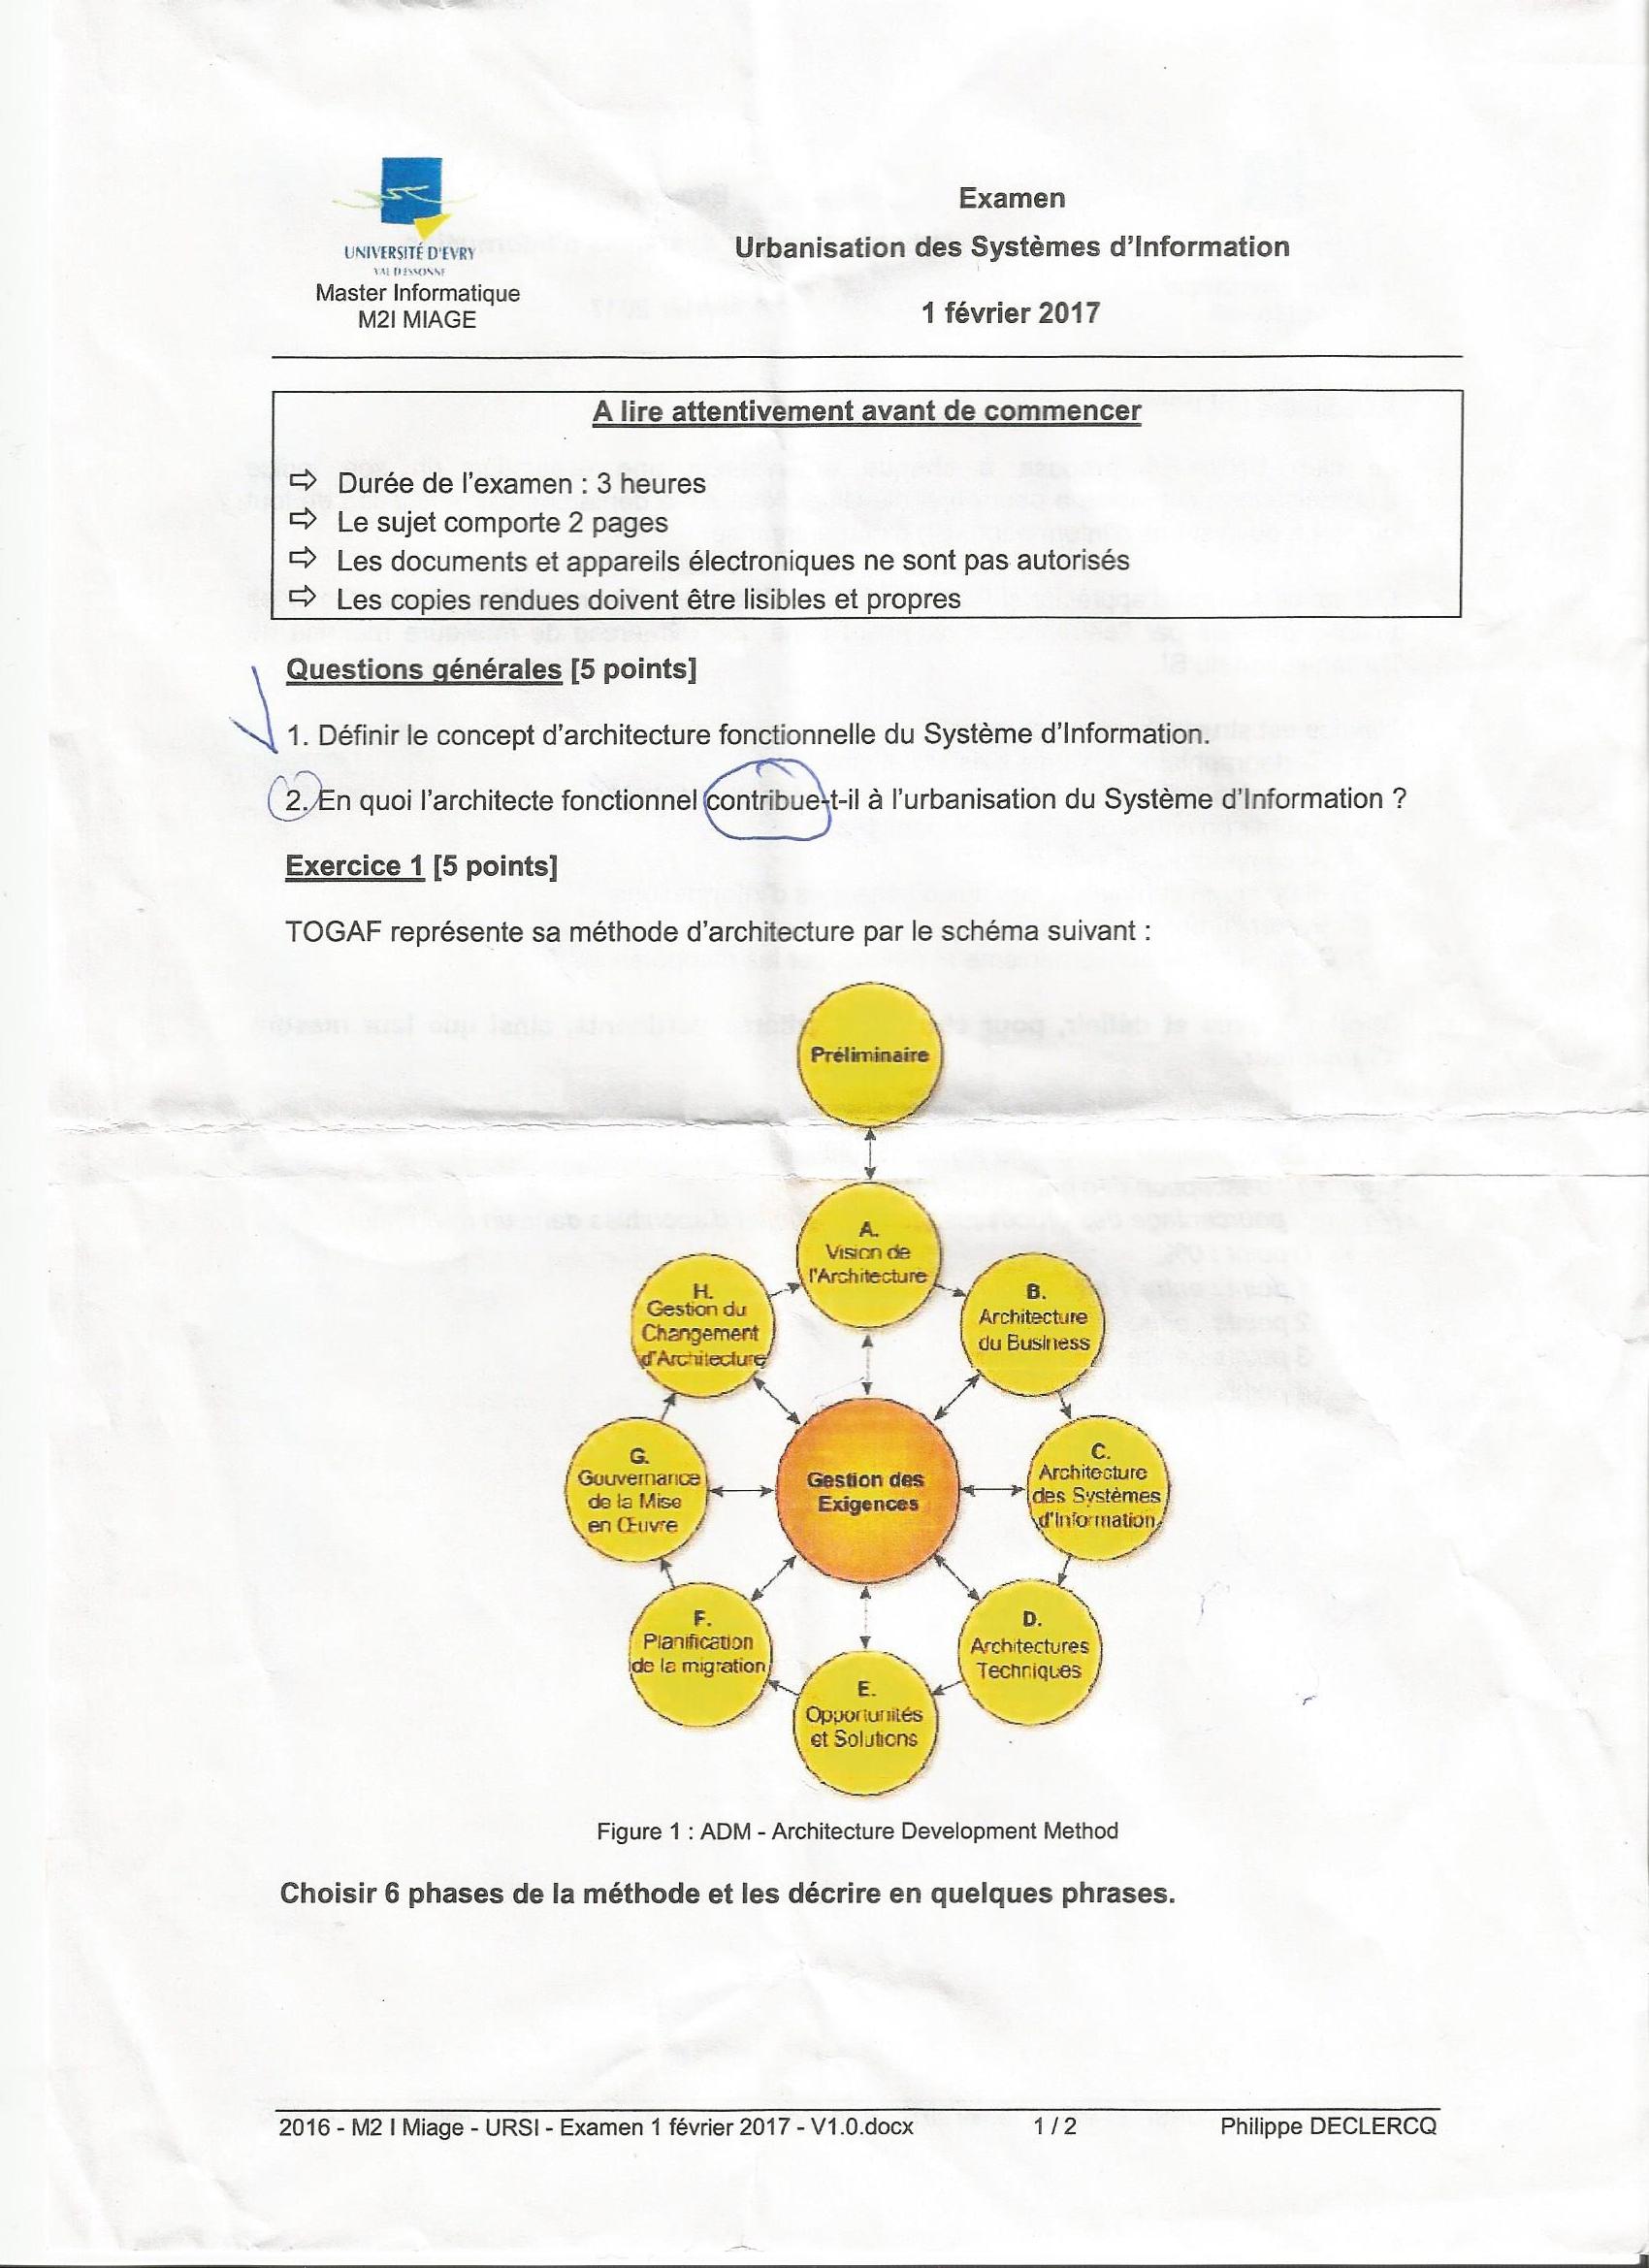 UNIVERSITÉ D'EVRY
VAL D'ESSONNE
Master Informatique
M2I MIAGE
Examen
Urbanisation des Systèmes d'Information
1 février 2017
A lire attentivement avant de commencer
⇨ Durée de l'examen : 3 heures
⇨ Le sujet comporte 2 pages
⇨ Les documents et appareils électroniques ne sont pas autorisés
⇨ Les copies rendues doivent être lisibles et propres
Questions générales [5 points]
1. Définir le concept d'architecture fonctionnelle du Système d'Information.
2. En quoi l'architecte fonctionnel contribue-t-il à l'urbanisation du Système d'Information ?
Exercice 1 [5 points]
TOGAF représente sa méthode d'architecture par le schéma suivant :
Préliminaire
A.
Vision de
l'Architecture
B.
Architecture
du Business
C.
Architecture
des Systèmes
d'Information
D.
Architectures
Techniques
E.
Opportunités
et Solutions
F.
Planification
de la migration
G.
Gouvernance
de la Mise
en Œuvre
H.
Gestion du
Changement
d'Architecture
Gestion des
Exigences
Figure 1 : ADM - Architecture Development Method
Choisir 6 phases de la méthode et les décrire en quelques phrases.
2016 - M2 I Miage - URSI - Examen 1 février 2017 - V1.0.docx 1 / 2 Philippe DECLERCQ